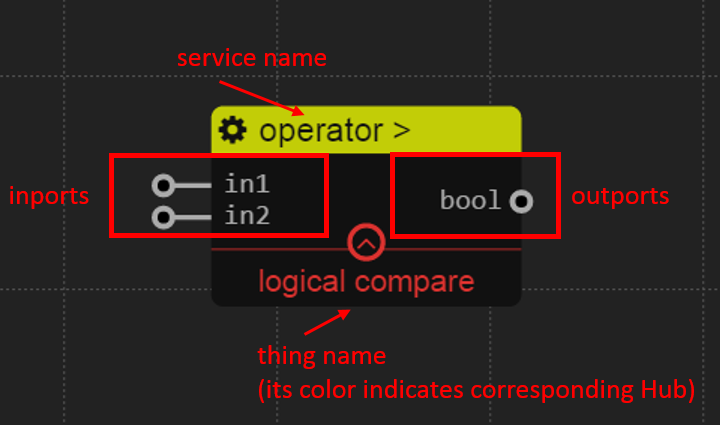 service name
operator >
inports
in1
in2
bool
outports
logical compare
thing name
(its color indicates corresponding Hub)